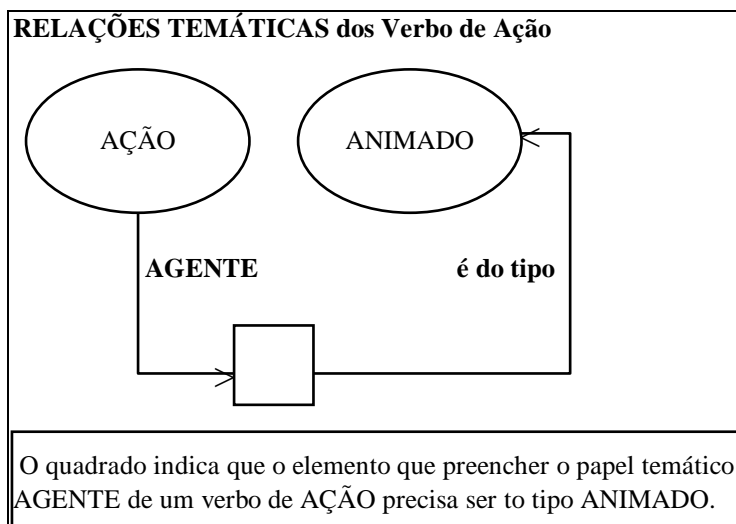 RELAÇÕES TEMÁTICAS dos Verbo de Ação
AÇÃO
ANIMADO
AGENTE
é do tipo
O quadrado indica que o elemento que preencher o papel temático
AGENTE de um verbo de AÇÃO precisa ser to tipo ANIMADO.